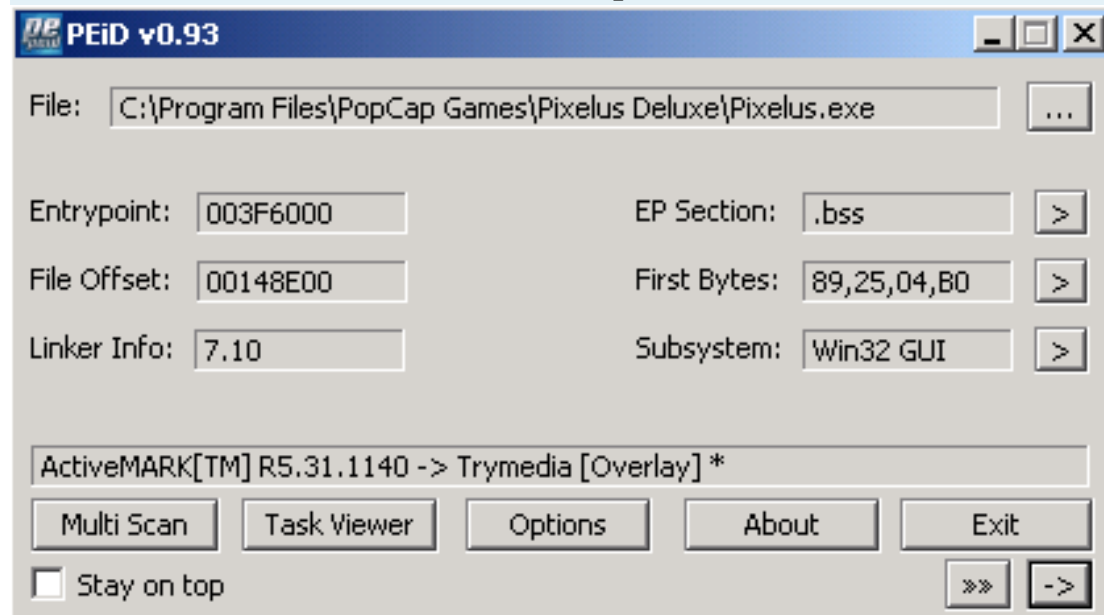 PEiD v0.93
File: C:\Program Files\PopCap Games\Pixelus Deluxe\Pixelus.exe ...
Entrypoint: 003F6000 EP Section: .bss >
File Offset: 00148E00 First Bytes: 89,25,04,B0 >
Linker Info: 7.10 Subsystem: Win32 GUI >
ActiveMARK[TM] R5.31.1140 -> Trymedia [Overlay] *
Multi Scan Task Viewer Options About Exit
Stay on top »» ->